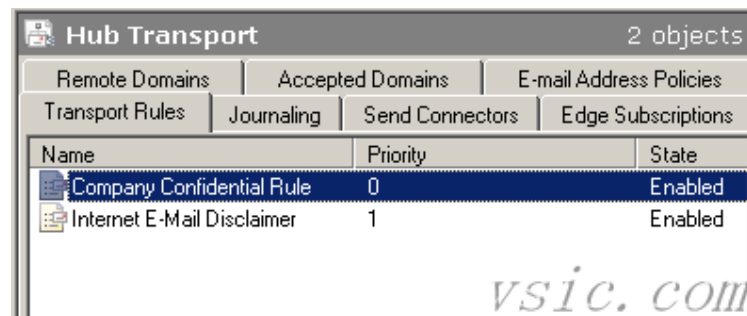 Hub Transport 2 objects
Remote Domains Accepted Domains E-mail Address Policies
Transport Rules Journaling Send Connectors Edge Subscriptions
Name Priority State
Company Confidential Rule 0 Enabled
Internet E-Mail Disclaimer 1 Enabled
vsic.com